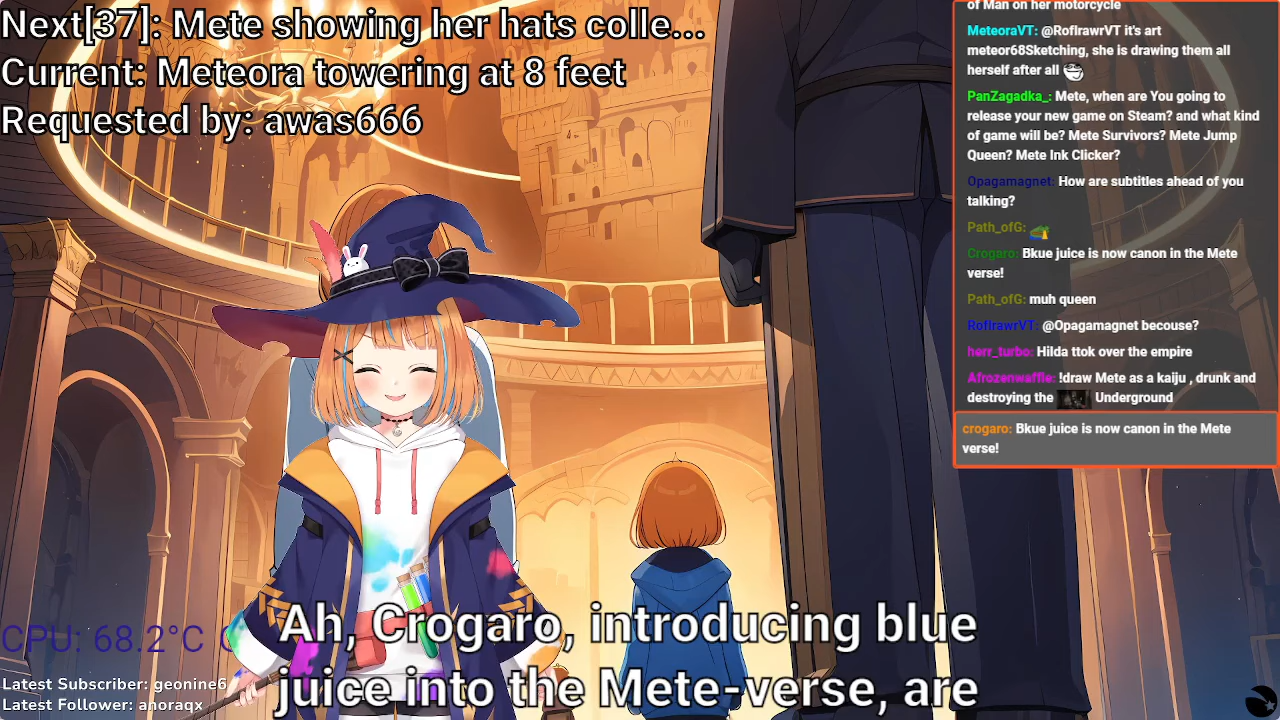 Next[37]: Mete showing her hats colle...
Current: Meteora towering at 8 feet
Requested by: awas666
of Man on her motorcycle
MeteoraVT: @RoflrawrVT it's art
meteor68Sketching, she is drawing them all
herself after all
PanZagadka_: Mete, when are You going to
release your new game on Steam? and what kind
of game will be? Mete Survivors? Mete Jump
Queen? Mete Ink Clicker?
Opagamagnet: How are subtitles ahead of you
talking?
Path_ofG:
Crogaro: Bkue juice is now canon in the Mete
verse!
Path_ofG: muh queen
RoflrawrVT: @Opagamagnet becouse?
herr_turbo: Hilda ttok over the empire
Afrozenwaffle: !draw Mete as a kaiju , drunk and
destroying the Underground
crogaro: Bkue juice is now canon in the Mete
verse!
Ah, Crogaro, introducing blue
juice into the Mete-verse, are
CPU: 68.2°C
Latest Subscriber: geonine6
Latest Follower: anoraqx